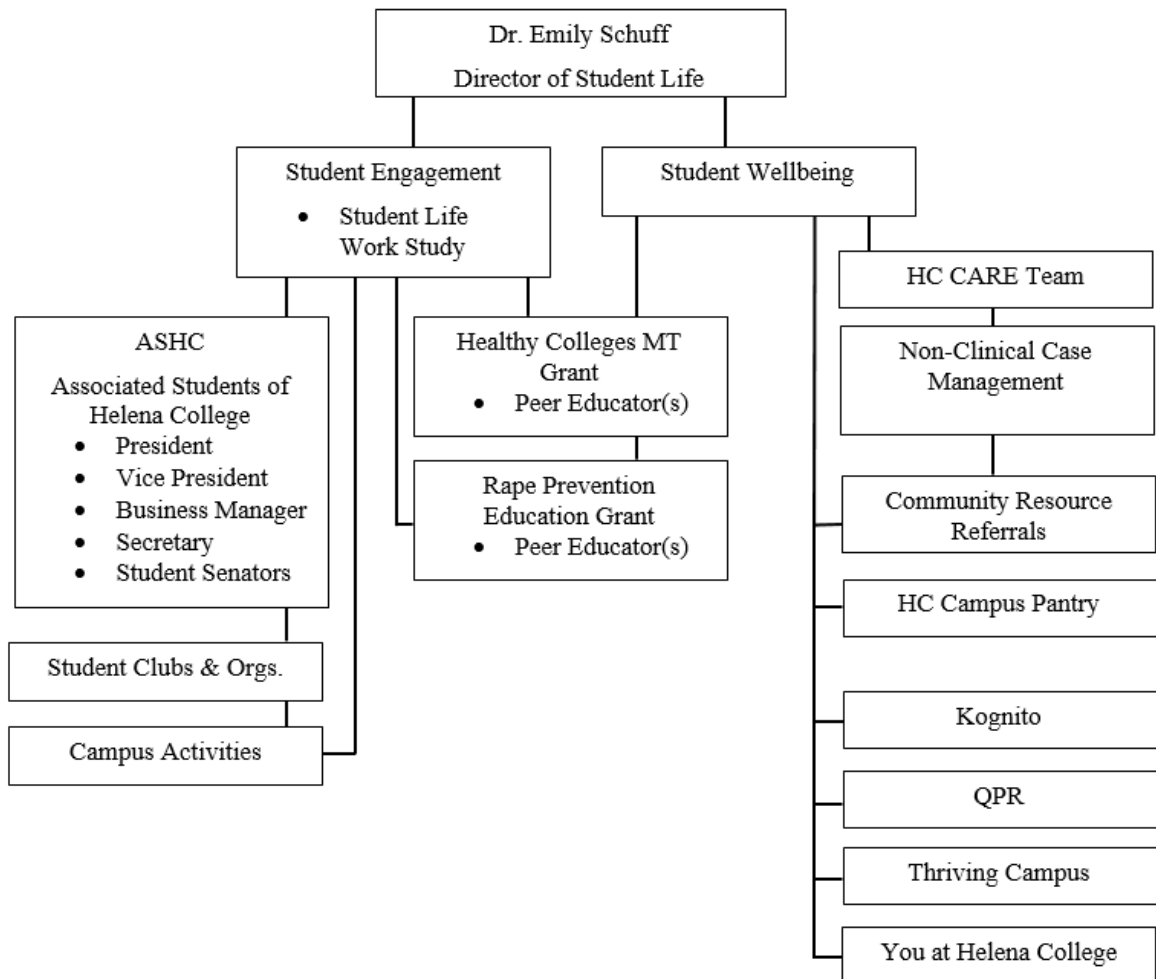 Dr. Emily Schuff
Director of Student Life
Student Engagement
• Student Life
Work Study
Student Wellbeing
ASHC
Associated Students of
Helena College
• President
• Vice President
• Business Manager
• Secretary
• Student Senators
Student Clubs & Orgs.
Campus Activities
Healthy Colleges MT
Grant
• Peer Educator(s)
Rape Prevention
Education Grant
• Peer Educator(s)
HC CARE Team
Non-Clinical Case
Management
Community Resource
Referrals
HC Campus Pantry
Kognito
QPR
Thriving Campus
You at Helena College